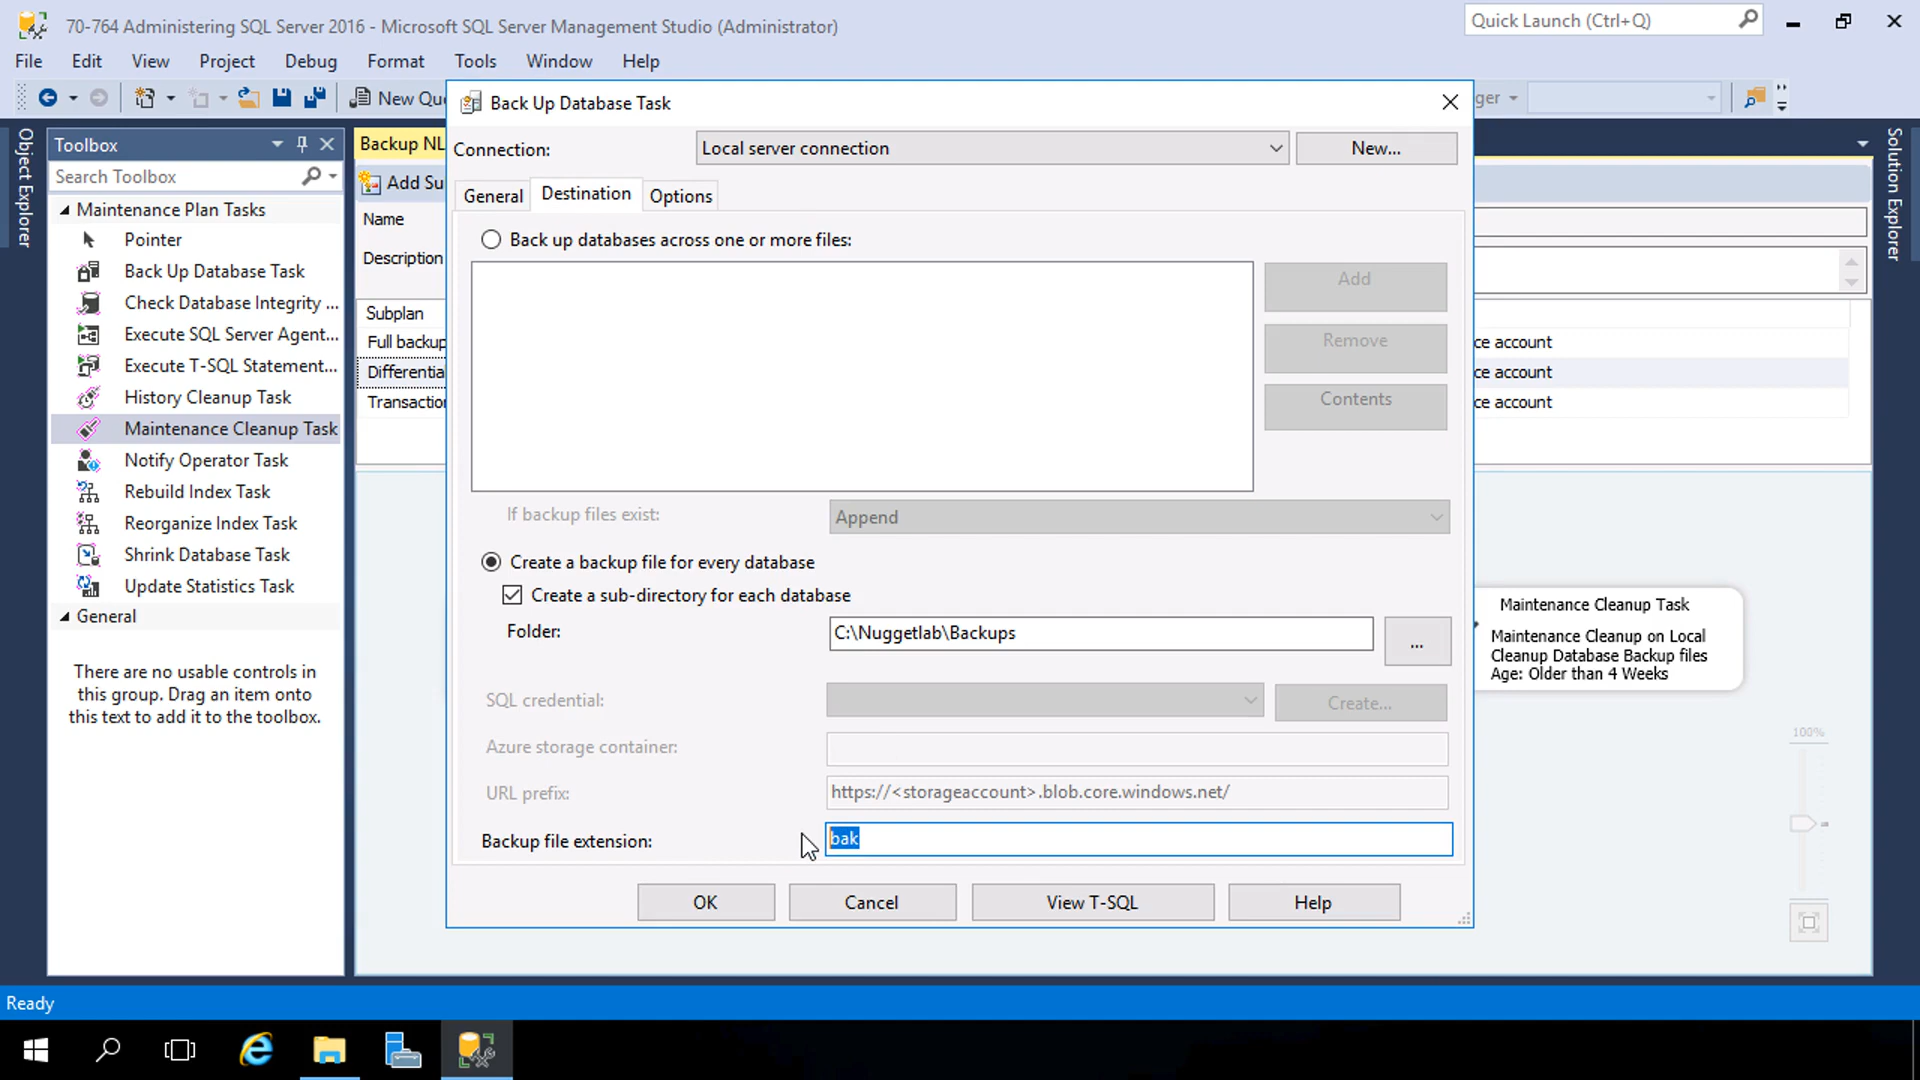 70-764 Administering SQL Server 2016 - Microsoft SQL Server Management Studio (Administrator)
Quick Launch (Ctrl+Q)
File Edit View Project Debug Format Tools Window Help
New Qu
ger
Object Explorer
Solution Explorer
Toolbox
Search Toolbox
Maintenance Plan Tasks
Pointer
Back Up Database Task
Check Database Integrity ...
Execute SQL Server Agent...
Execute T-SQL Statement...
History Cleanup Task
Maintenance Cleanup Task
Notify Operator Task
Rebuild Index Task
Reorganize Index Task
Shrink Database Task
Update Statistics Task
General
There are no usable controls in
this group. Drag an item onto
this text to add it to the toolbox.
Backup NL
Add Su
Name
Description
Subplan
Full backup
Differentia
Transaction
Back Up Database Task
Connection: Local server connection New...
General Destination Options
Back up databases across one or more files:
Add
Remove
Contents
If backup files exist: Append
Create a backup file for every database
Create a sub-directory for each database
Folder: C:\Nuggetlab\Backups ...
SQL credential: Create...
Azure storage container:
URL prefix: https://<storageaccount>.blob.core.windows.net/
Backup file extension: bak
OK Cancel View T-SQL Help
ce account
ce account
ce account
Maintenance Cleanup Task
Maintenance Cleanup on Local
Cleanup Database Backup files
Age: Older than 4 Weeks
100%
Ready